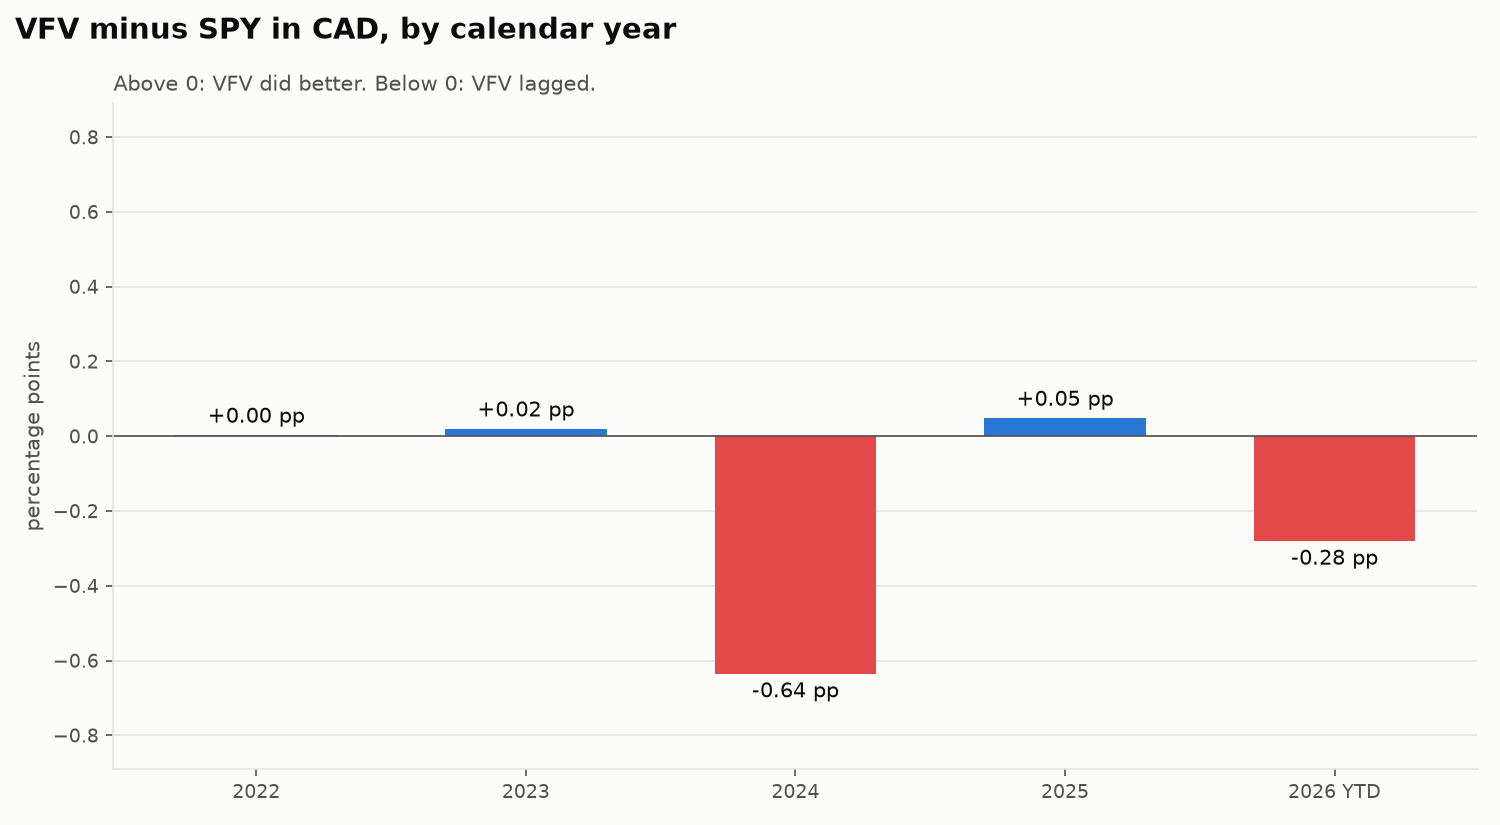 VFV minus SPY in CAD, by calendar year
Above 0: VFV did better. Below 0: VFV lagged.
percentage points
0.8
0.6
0.4
0.2
0.0
−0.2
−0.4
−0.6
−0.8
+0.00 pp
+0.02 pp
-0.64 pp
+0.05 pp
-0.28 pp
2022
2023
2024
2025
2026 YTD